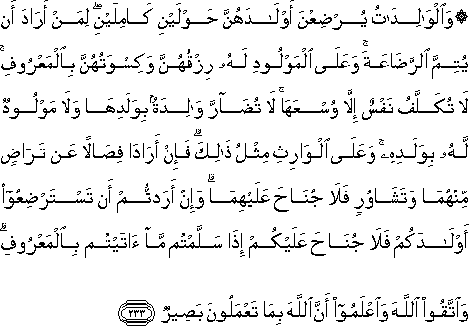 ۞ وَٱلْوَٰلِدَٰتُ يُرْضِعْنَ أَوْلَٰدَهُنَّ حَوْلَيْنِ كَامِلَيْنِ ۖ لِمَنْ أَرَادَ أَن
يُتِمَّ ٱلرَّضَاعَةَ ۚ وَعَلَى ٱلْمَوْلُودِ لَهُۥ رِزْقُهُنَّ وَكِسْوَتُهُنَّ بِٱلْمَعْرُوفِ ۚ
لَا تُكَلَّفُ نَفْسٌ إِلَّا وُسْعَهَا ۚ لَا تُضَآرَّ وَٰلِدَةٌۢ بِوَلَدِهَا وَلَا مَوْلُودٌ
لَّهُۥ بِوَلَدِهِۦ ۚ وَعَلَى ٱلْوَارِثِ مِثْلُ ذَٰلِكَ ۗ فَإِنْ أَرَادَا فِصَالًا عَن تَرَاضٍ
مِّنْهُمَا وَتَشَاوُرٍ فَلَا جُنَاحَ عَلَيْهِمَا ۗ وَإِنْ أَرَدتُّمْ أَن تَسْتَرْضِعُوٓا۟
أَوْلَٰدَكُمْ فَلَا جُنَاحَ عَلَيْكُمْ إِذَا سَلَّمْتُم مَّآ ءَاتَيْتُم بِٱلْمَعْرُوفِ ۗ
وَٱتَّقُوا۟ ٱللَّهَ وَٱعْلَمُوٓا۟ أَنَّ ٱللَّهَ بِمَا تَعْمَلُونَ بَصِيرٌ ٢٣٣